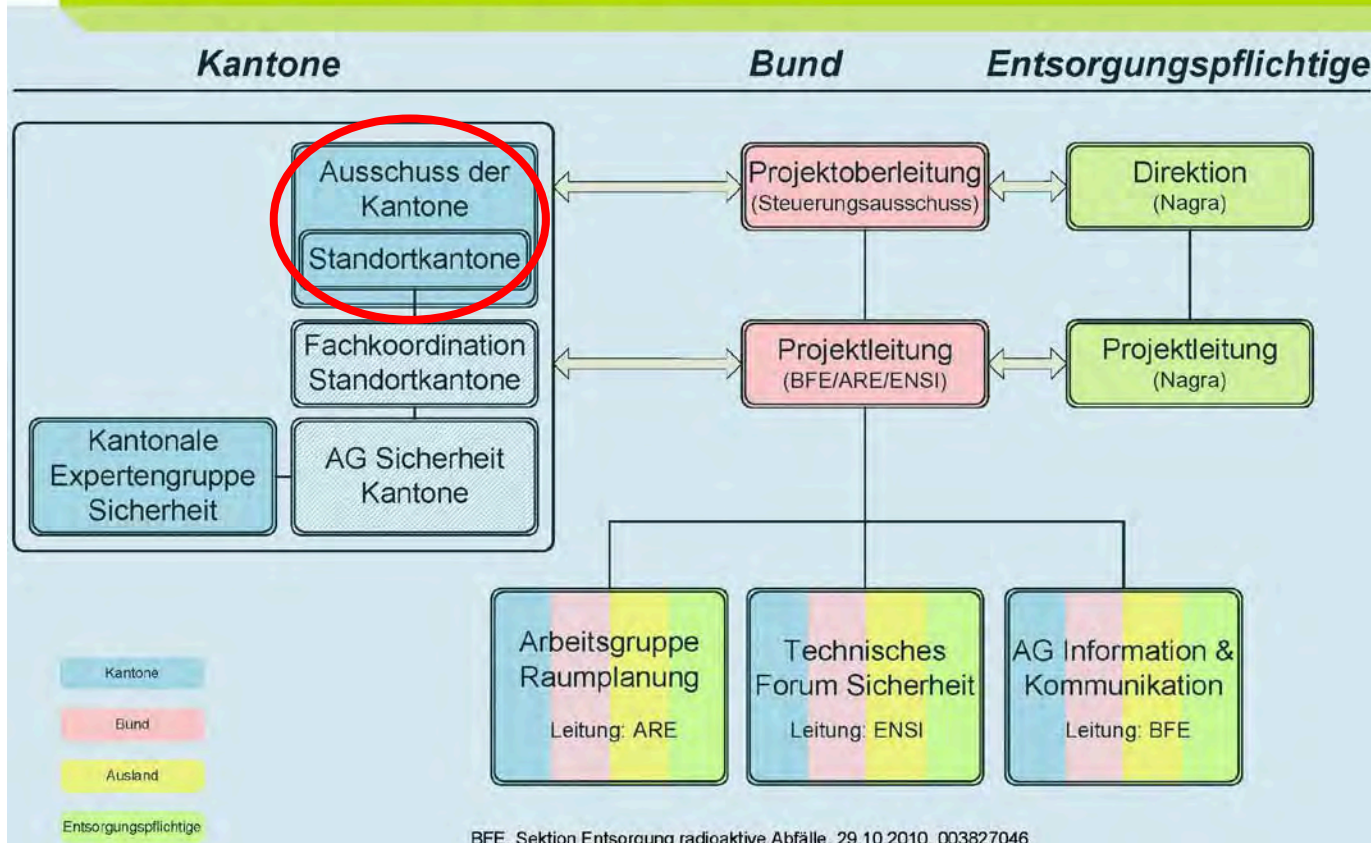 Kantone
Bund
Entsorgungspflichtige
Ausschuss der
Kantone
Standortkantone
Projektoberleitung
(Steuerungsausschuss)
Direktion
(Nagra)
Fachkoordination
Standortkantone
Projektleitung
(BFE/ARE/ENSI)
Projektleitung
(Nagra)
Kantonale
Expertengruppe
Sicherheit
AG Sicherheit
Kantone
Arbeitsgruppe
Raumplanung
Leitung: ARE
Technisches
Forum Sicherheit
Leitung: ENSI
AG Information &
Kommunikation
Leitung: BFE
Kantone
Bund
Ausland
Entsorgungspflichtige
BFE, Sektion Entsorgung radioaktive Abfälle, 29.10.2010, 003827046